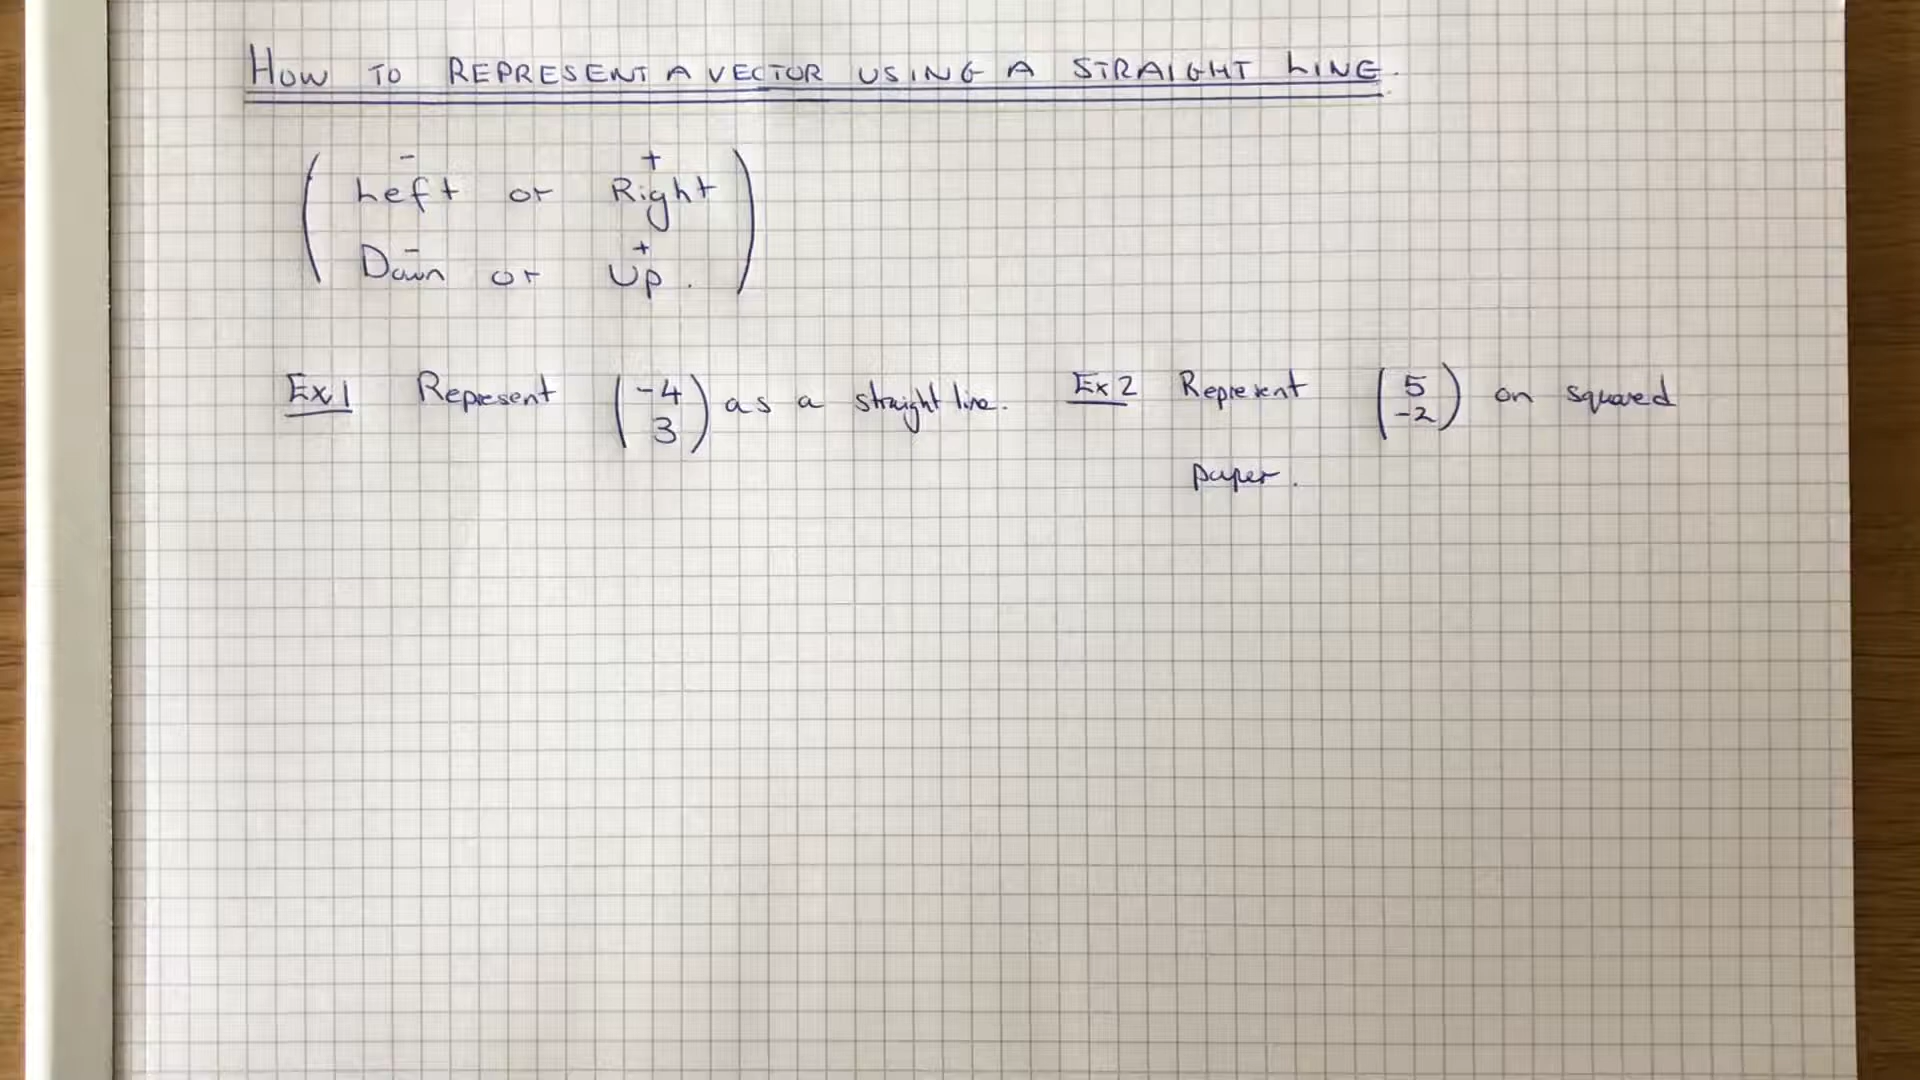 HOW TO REPRESENT A VECTOR USING A STRAIGHT LINE.
- +
Left or Right
- +
Down or Up.
Ex1 Represent (-4 3) as a straight line.
Ex2 Represent (5 -2) on squared
paper.